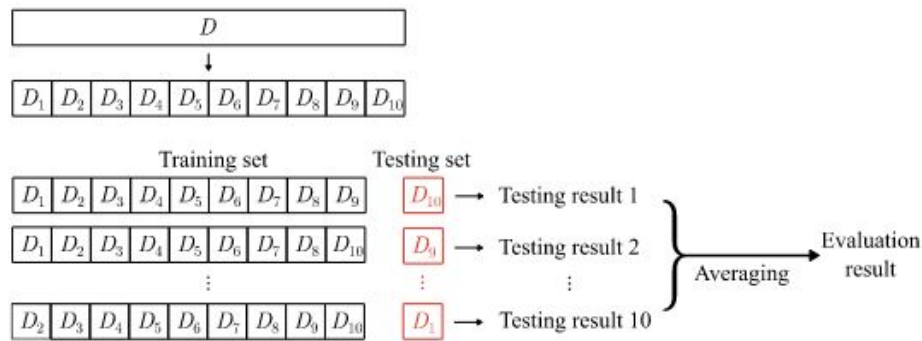 D
D₁ D₂ D₃ D₄ D₅ D₆ D₇ D₈ D₉ D₁₀
Training set Testing set
D₁ D₂ D₃ D₄ D₅ D₆ D₇ D₈ D₉ D₁₀ Testing result 1
D₁ D₂ D₃ D₄ D₅ D₆ D₇ D₈ D₁₀ D₉ Testing result 2
⋮ ⋮ ⋮
D₂ D₃ D₄ D₅ D₆ D₇ D₈ D₉ D₁₀ D₁ Testing result 10
Averaging
Evaluation
result